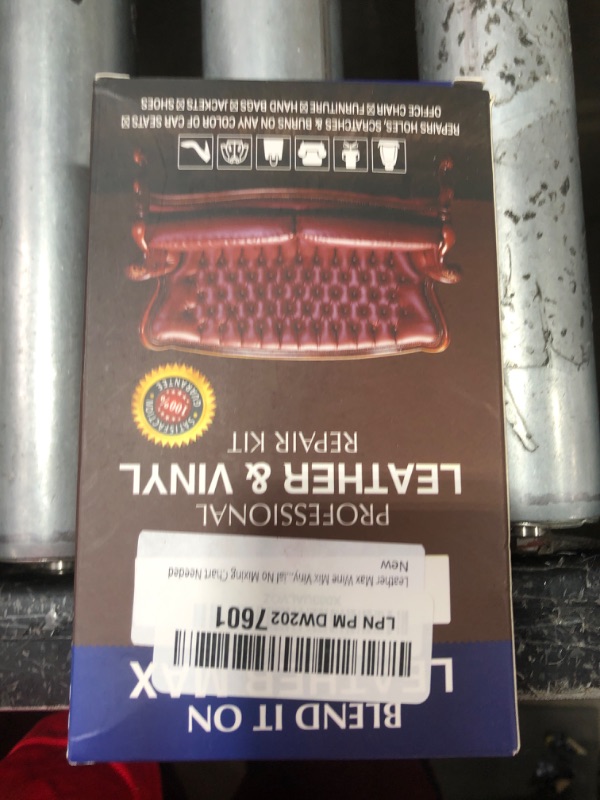 BLEND IT ON
LEATHER MAX
LPN PM DW202 7601
Leather Max Wine Mix Viny...ial No Mixing Chart Needed
New
PROFESSIONAL
LEATHER & VINYL
REPAIR KIT
SATISFACTION
100%
GUARANTEE
REPAIRS HOLES, SCRATCHES & BURNS ON ANY COLOR OF CAR SEATS
OFFICE CHAIR FURNITURE HAND BAGS JACKETS SHOES